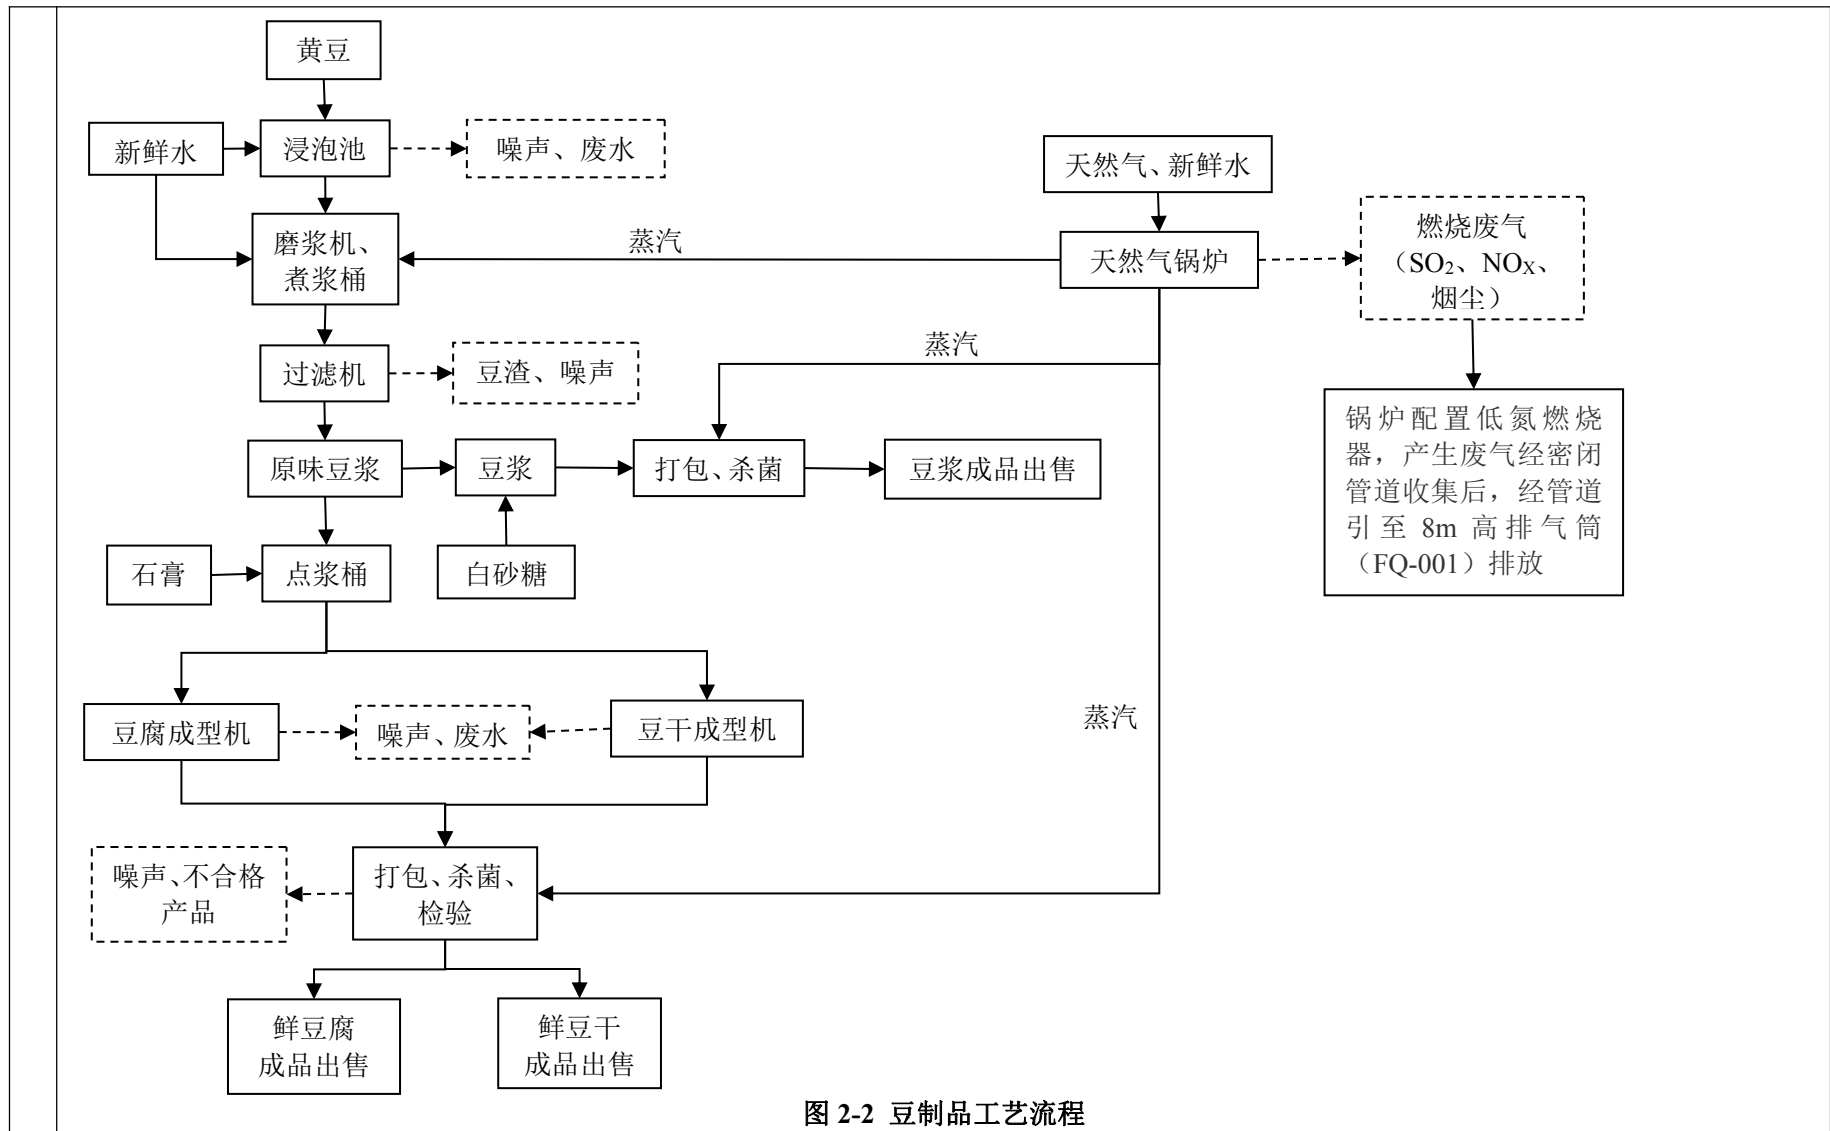 黄豆
新鲜水
浸泡池
噪声、废水
天然气、新鲜水
磨浆机、
煮浆桶
蒸汽
天然气锅炉
燃烧废气
（SO₂、NOX、
烟尘）
过滤机
豆渣、噪声
蒸汽
锅炉配置低氮燃烧
器，产生废气经密闭
管道收集后，经管道
引至 8m 高排气筒
（FQ-001）排放
原味豆浆
豆浆
打包、杀菌
豆浆成品出售
石膏
点浆桶
白砂糖
豆腐成型机
噪声、废水
豆干成型机
蒸汽
噪声、不合格
产品
打包、杀菌、
检验
鲜豆腐
成品出售
鲜豆干
成品出售
图 2-2 豆制品工艺流程